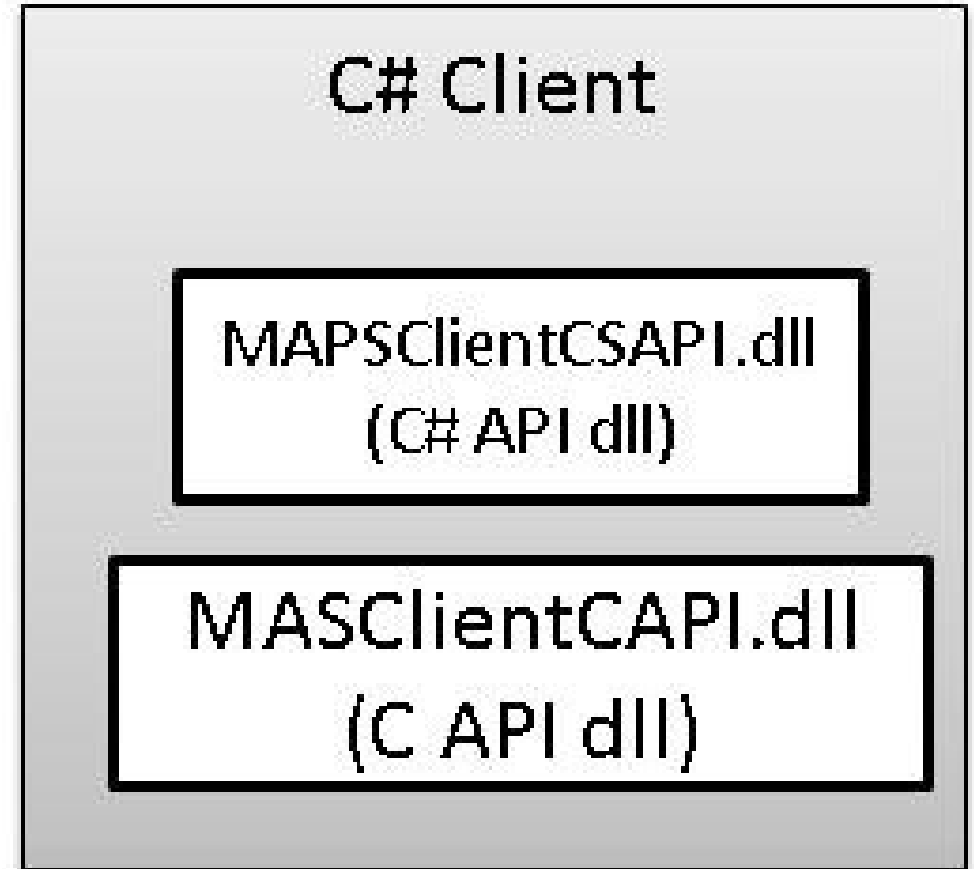 C# Client
MAPSClientCSAPI.dll
(C# API dll)
MASClientCAPI.dll
(C API dll)